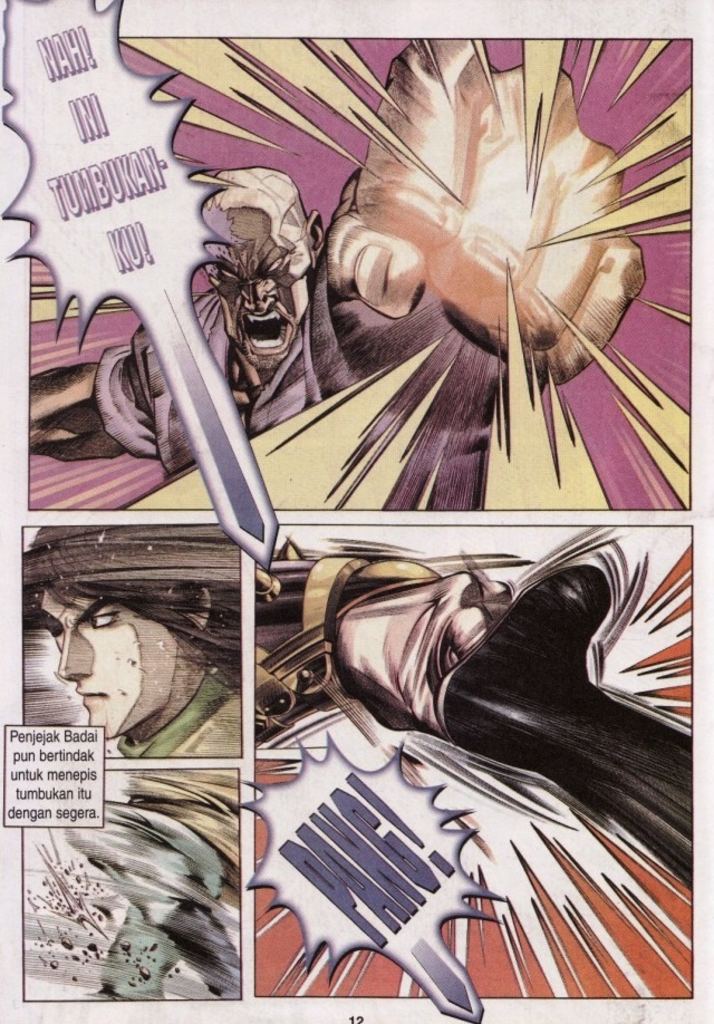 NAH!
INI
TUMBUKAN-
KU!
Penjejak Badai
pun bertindak
untuk menepis
tumbukan itu
dengan segera.
PANG!
12